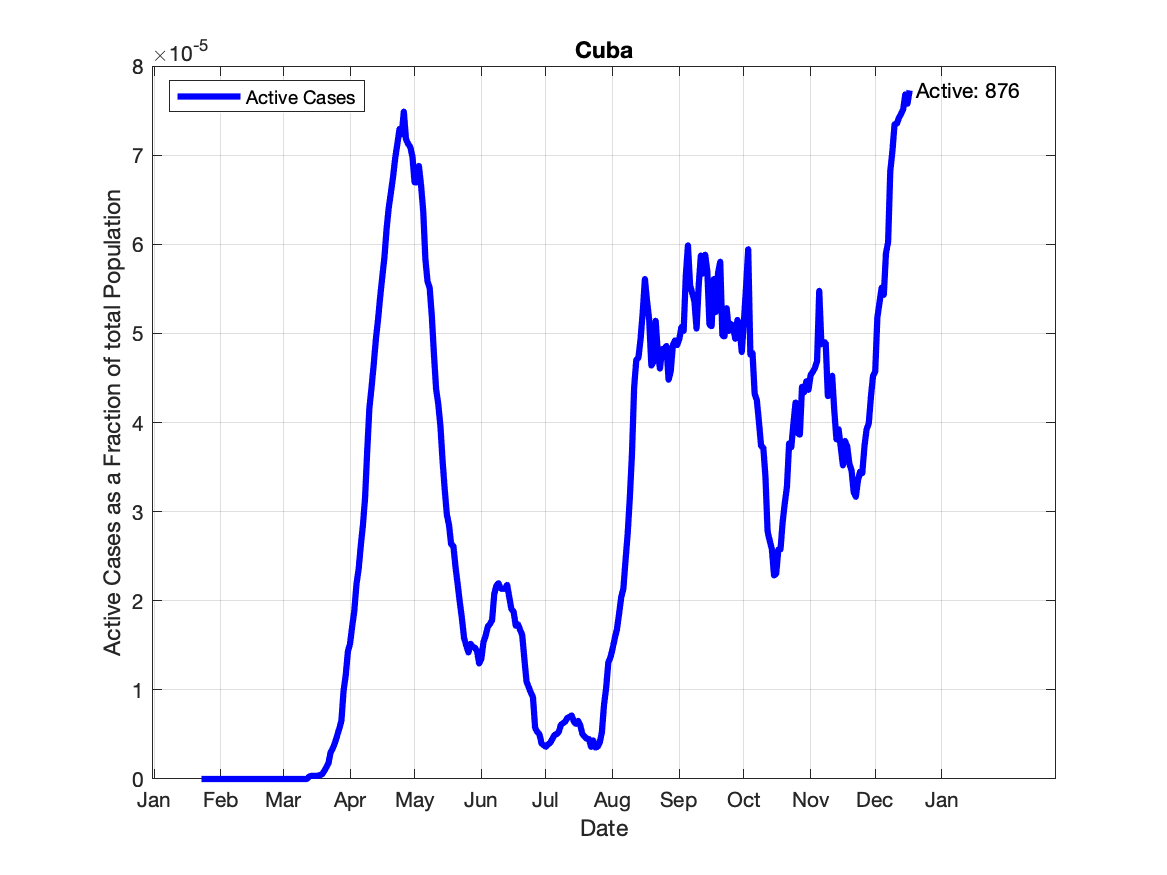 Cuba
×10-5
8
7
6
5
4
3
2
1
0
Active Cases
Active: 876
Active Cases as a Fraction of total Population
Jan Feb Mar Apr May Jun Jul Aug Sep Oct Nov Dec Jan
Date